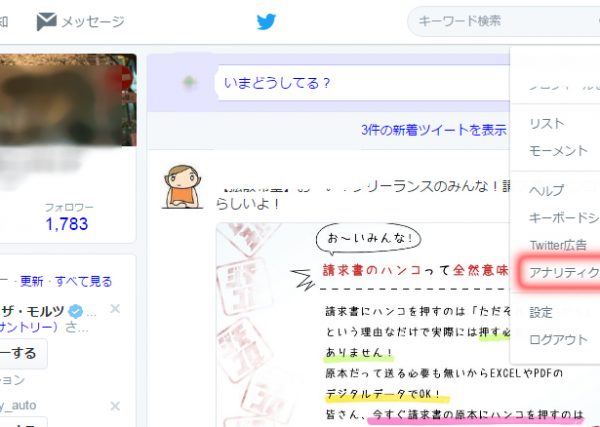 知
メッセージ
キーワード検索
いまどうしてる？
3件の新着ツイートを表示
リスト
モーメント
ヘルプ
キーボードシ
Twitter広告
アナリティク
設定
ログアウト
フォロワー
1,783
・更新・すべて見る
ザ・モルツ
サントリー）さ...
ーする
ション
y_auto
ーランスのみんな！
らしいよ！
お〜いみんな!
請求書のハンコって全然意味
請求書にハンコを押すのは「ただそ
という理由なだけで実際には押す必
ありません！
原本だって送る必要も無いからEXCELやPDFの
デジタルデータでOK！
皆さん、今すぐ請求書の原本にハンコを押すのは